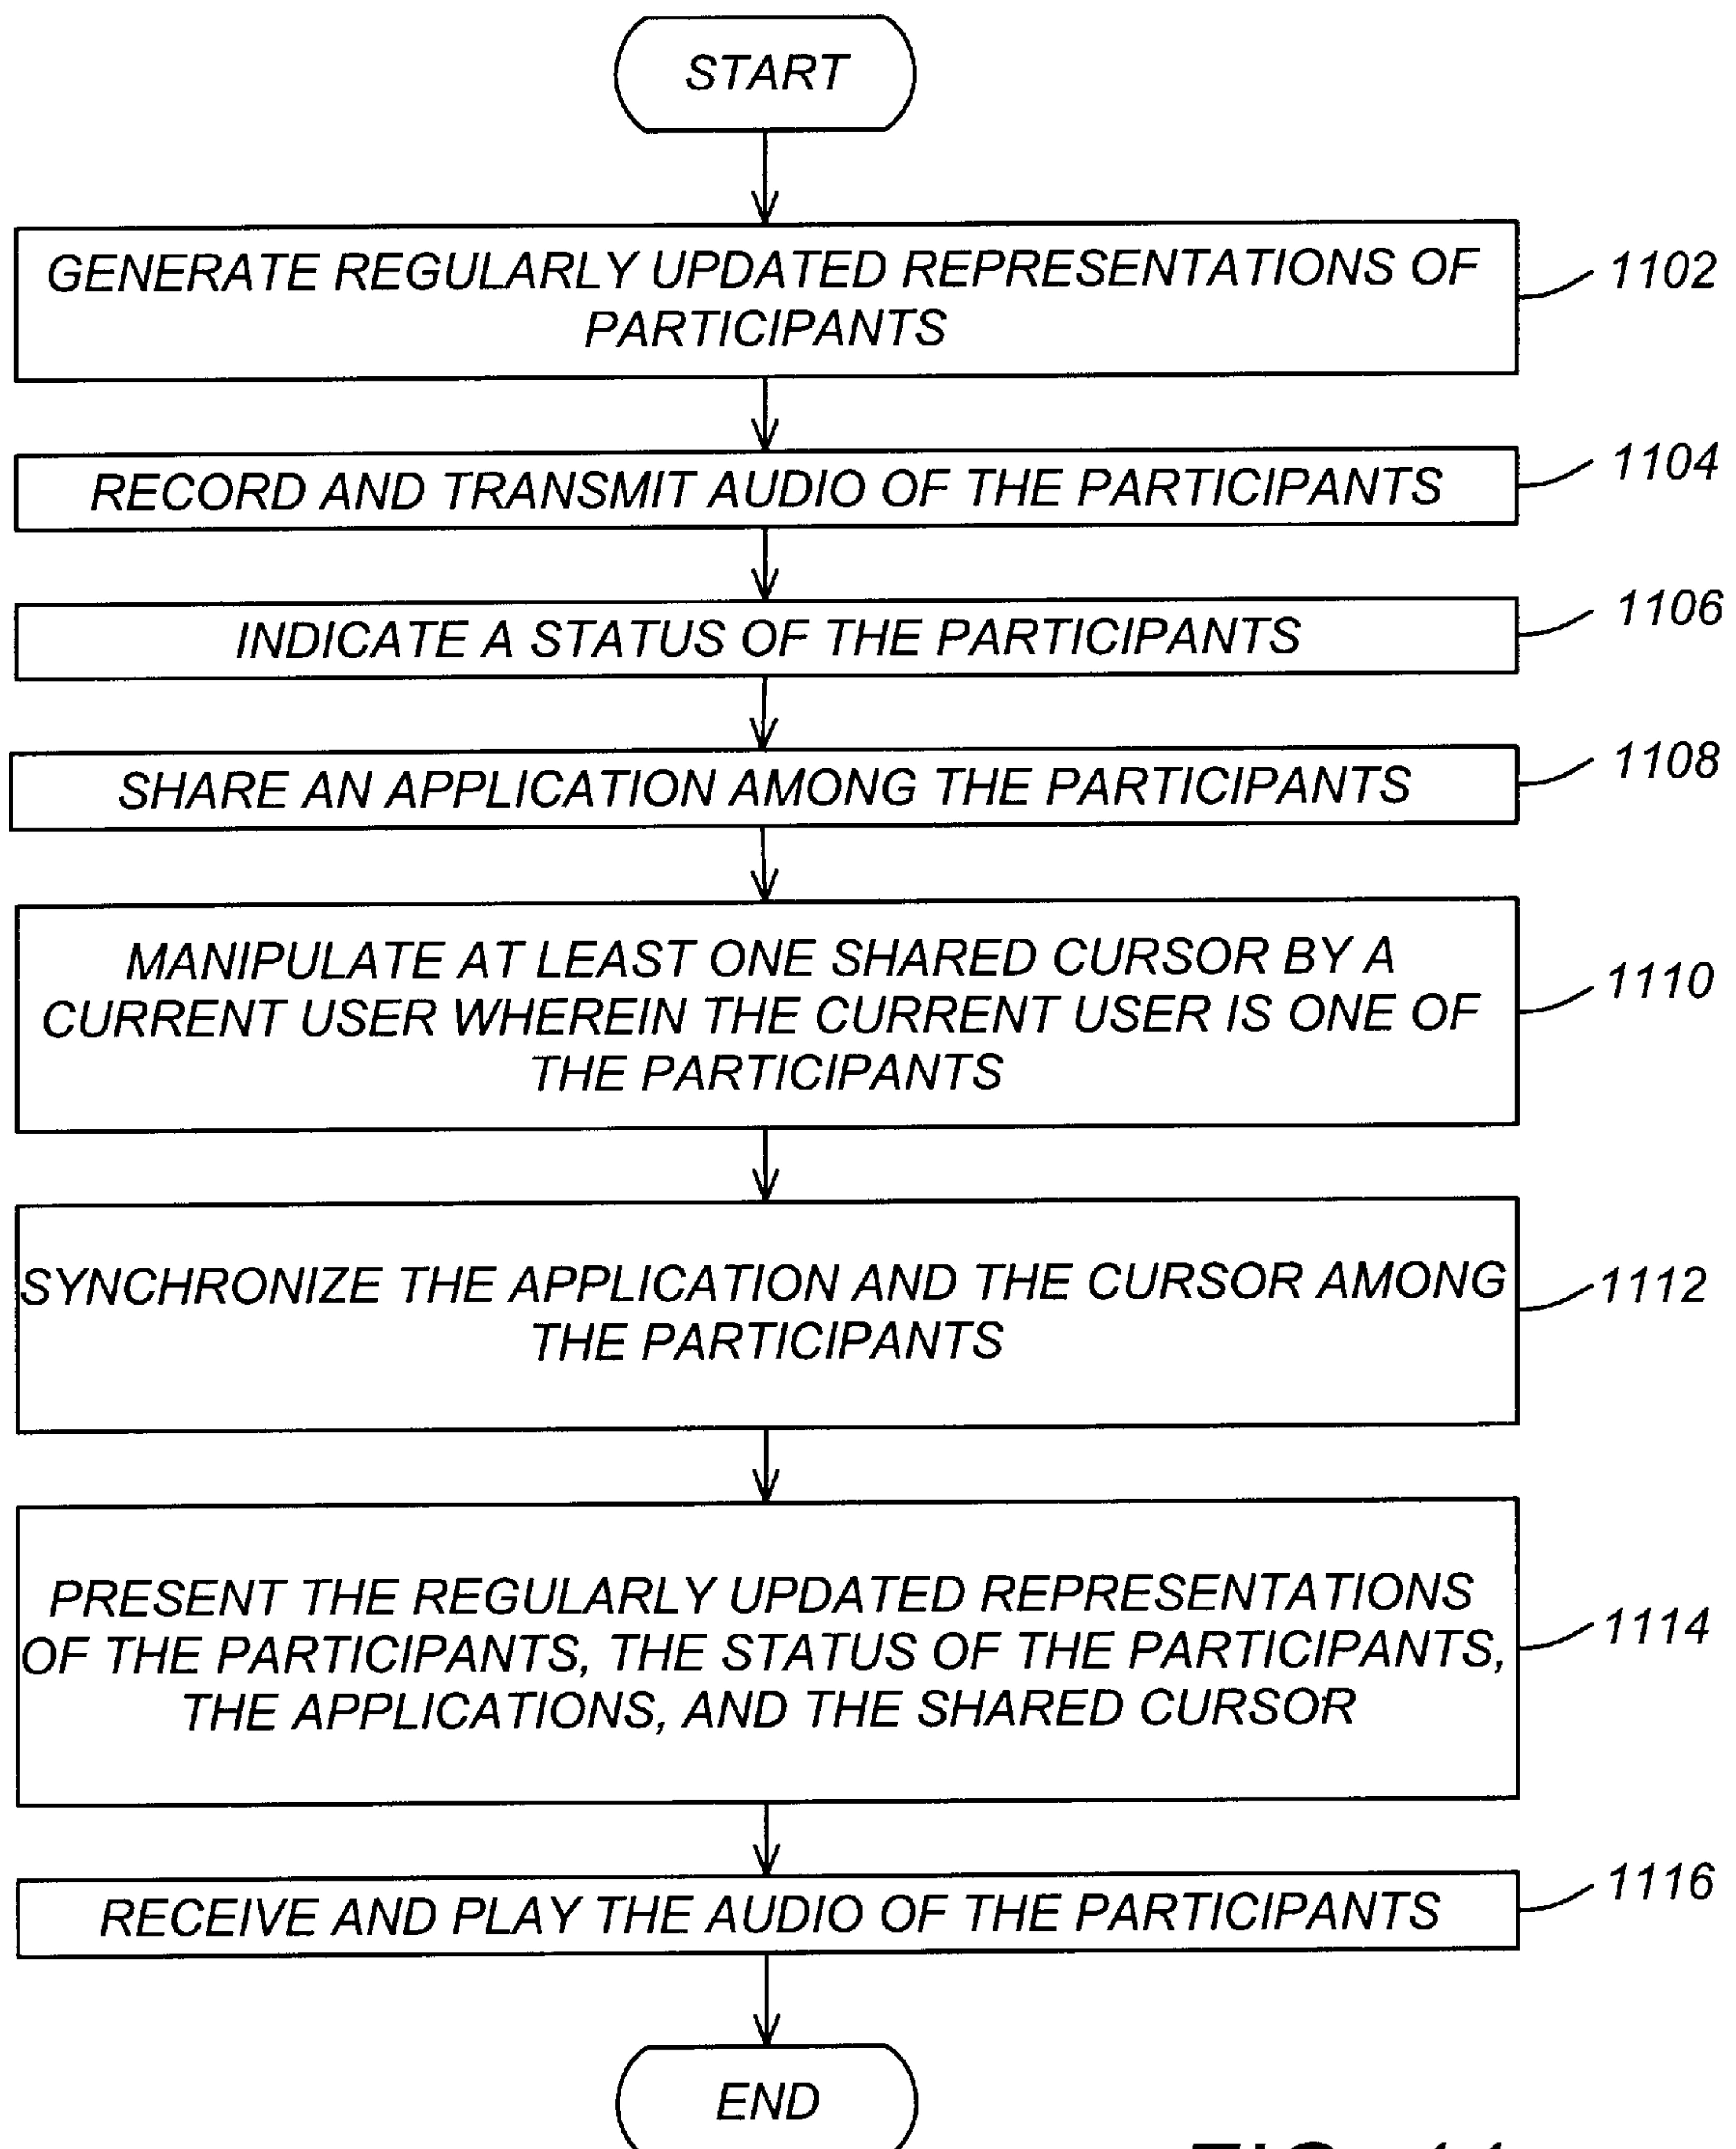 START
GENERATE REGULARLY UPDATED REPRESENTATIONS OF
PARTICIPANTS
1102
RECORD AND TRANSMIT AUDIO OF THE PARTICIPANTS
1104
INDICATE A STATUS OF THE PARTICIPANTS
1106
SHARE AN APPLICATION AMONG THE PARTICIPANTS
1108
MANIPULATE AT LEAST ONE SHARED CURSOR BY A
CURRENT USER WHEREIN THE CURRENT USER IS ONE OF
THE PARTICIPANTS
1110
SYNCHRONIZE THE APPLICATION AND THE CURSOR AMONG
THE PARTICIPANTS
1112
PRESENT THE REGULARLY UPDATED REPRESENTATIONS
OF THE PARTICIPANTS, THE STATUS OF THE PARTICIPANTS,
THE APPLICATIONS, AND THE SHARED CURSOR
1114
RECEIVE AND PLAY THE AUDIO OF THE PARTICIPANTS
1116
END